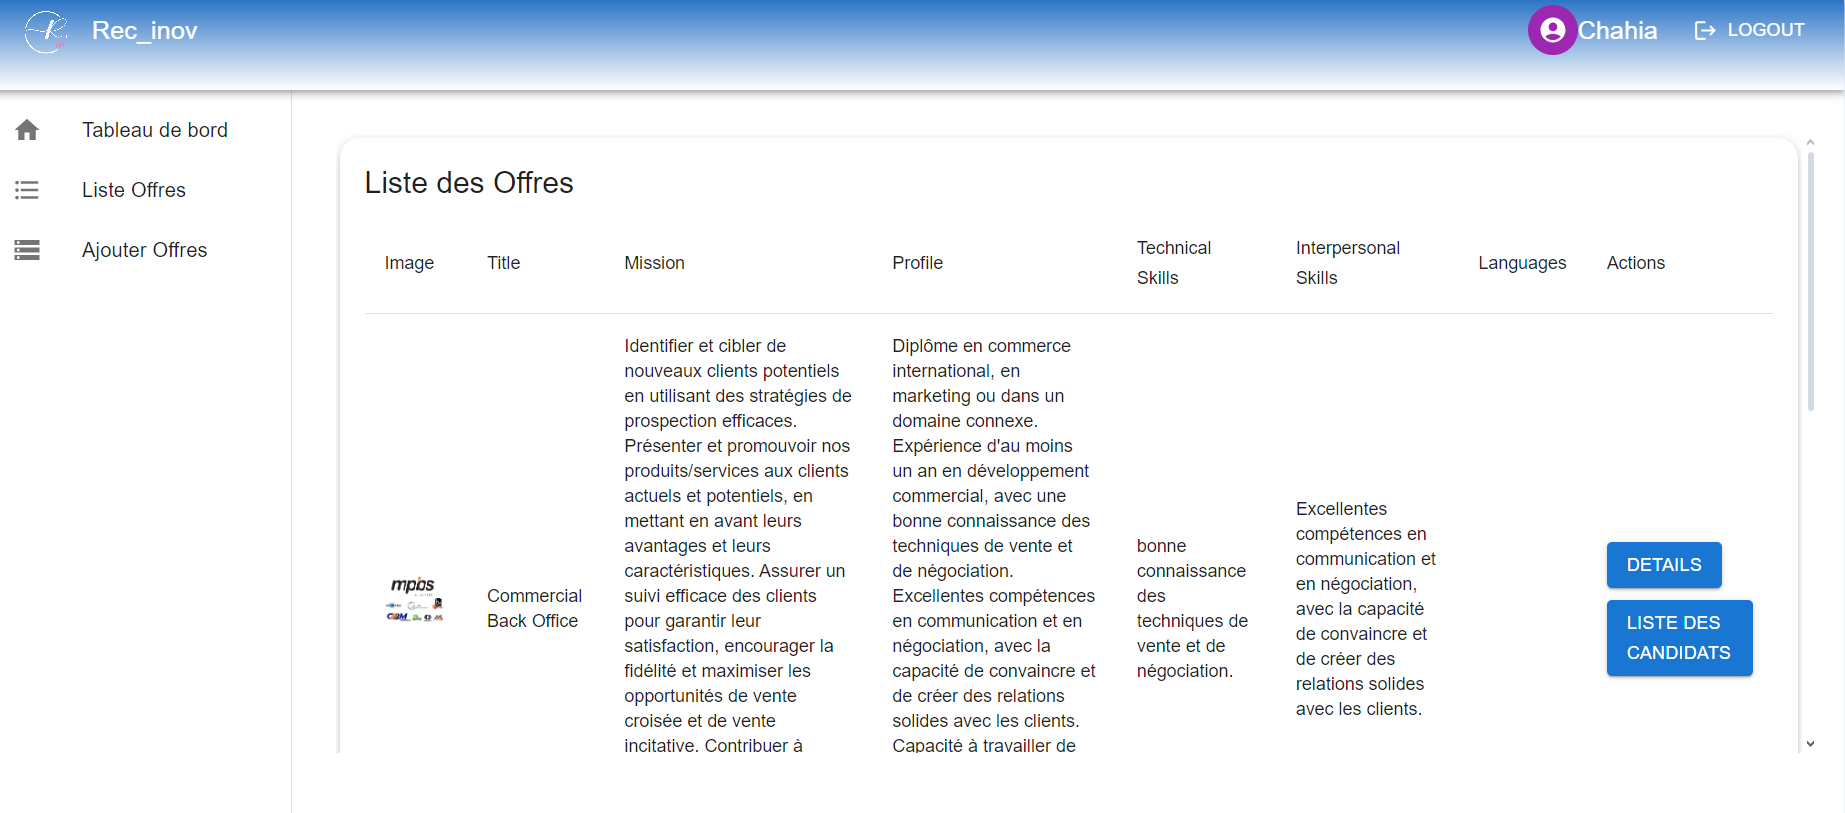 Rec_inov
Chahia
LOGOUT
Tableau de bord
Liste Offres
Ajouter Offres
Liste des Offres
Image
Title
Mission
Profile
Technical
Skills
Interpersonal
Skills
Languages
Actions
mpbs
Commercial
Back Office
Identifier et cibler de
nouveaux clients potentiels
en utilisant des stratégies de
prospection efficaces.
Présenter et promouvoir nos
produits/services aux clients
actuels et potentiels, en
mettant en avant leurs
avantages et leurs
caractéristiques. Assurer un
suivi efficace des clients
pour garantir leur
satisfaction, encourager la
fidélité et maximiser les
opportunités de vente
croisée et de vente
incitative. Contribuer à
Diplôme en commerce
international, en
marketing ou dans un
domaine connexe.
Expérience d'au moins
un an en développement
commercial, avec une
bonne connaissance des
techniques de vente et
de négociation.
Excellentes compétences
en communication et en
négociation, avec la
capacité de convaincre et
de créer des relations
solides avec les clients.
Capacité à travailler de
bonne
connaissance
des
techniques de
vente et de
négociation.
Excellentes
compétences en
communication et
en négociation,
avec la capacité
de convaincre et
de créer des
relations solides
avec les clients.
DETAILS
LISTE DES
CANDIDATS